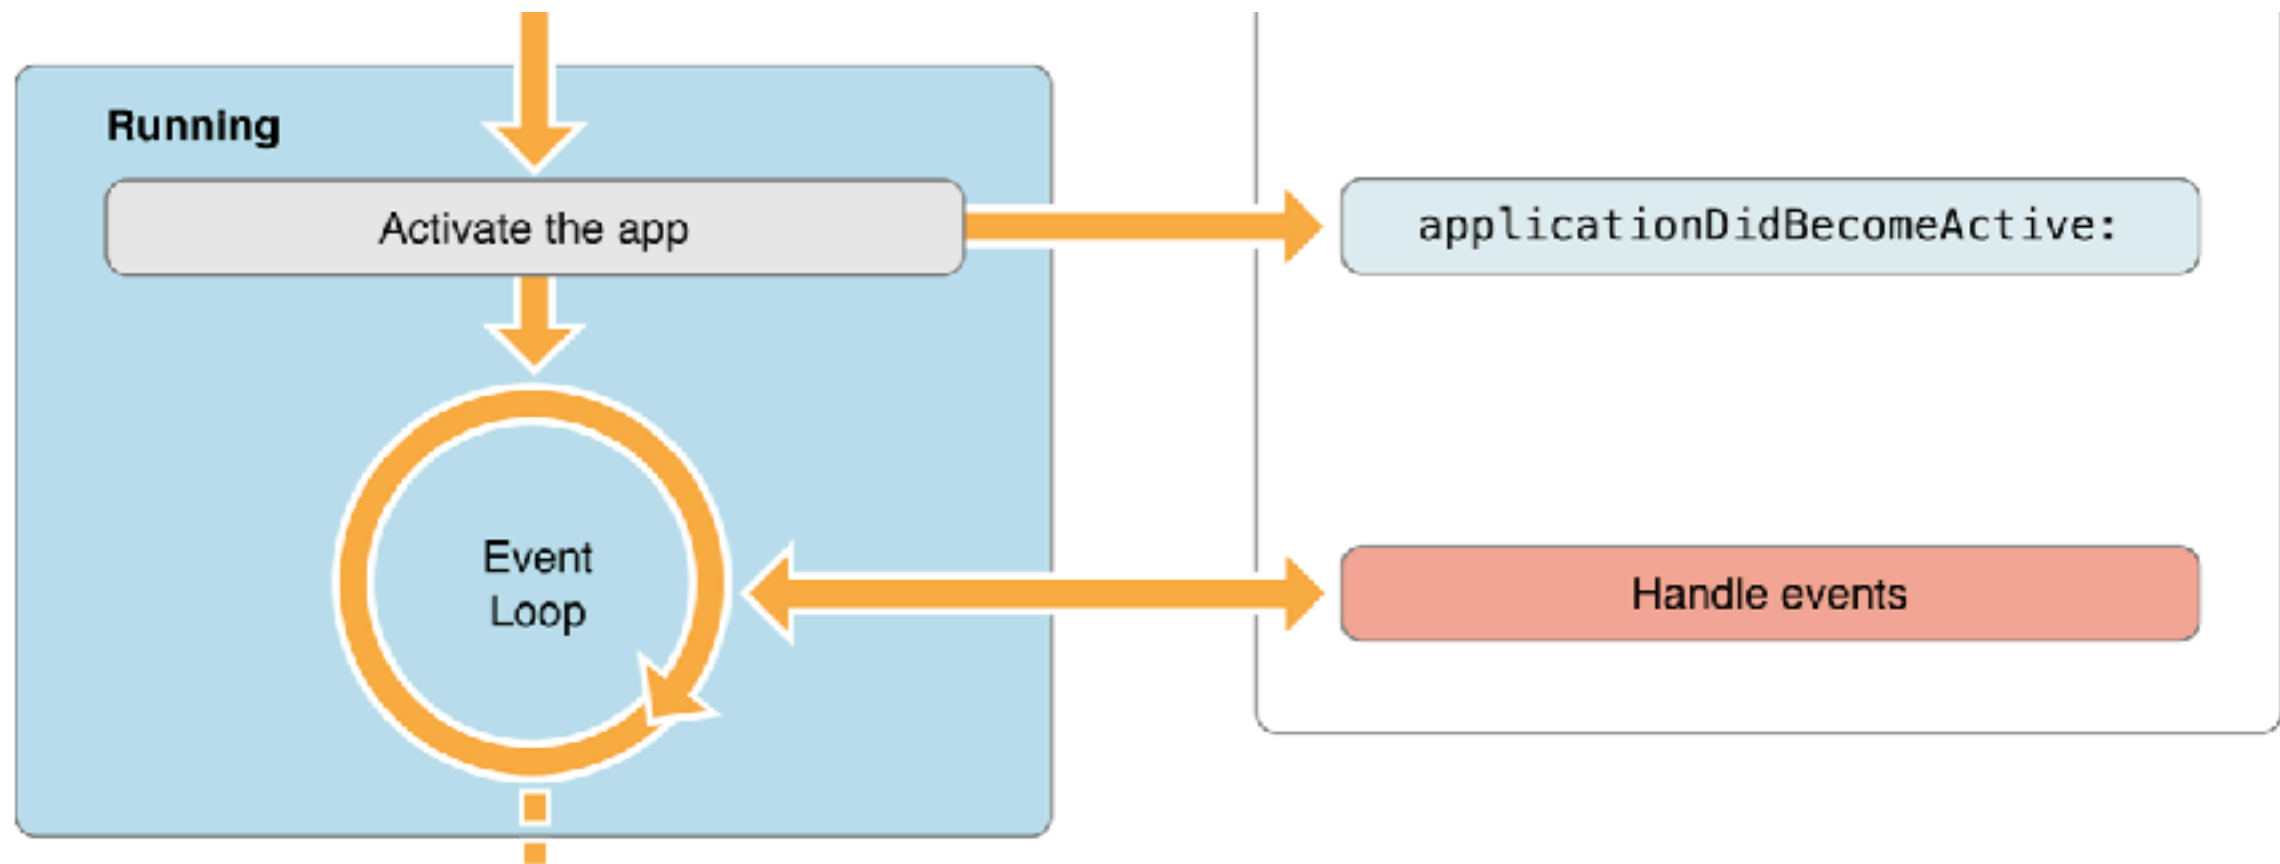 Running
Activate the app
applicationDidBecomeActive:
Event
Loop
Handle events